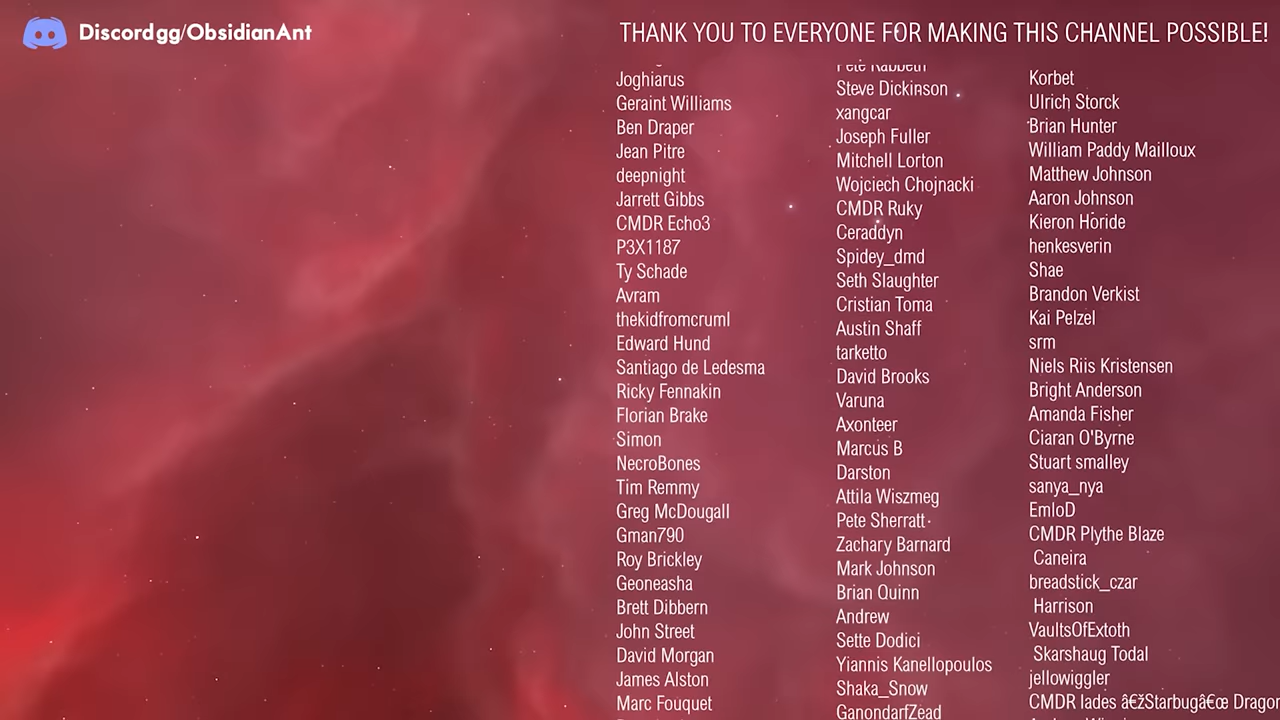 Discordgg/ObsidianAnt
THANK YOU TO EVERYONE FOR MAKING THIS CHANNEL POSSIBLE!
Joghiarus
Geraint Williams
Ben Draper
Jean Pitre
deepnight
Jarrett Gibbs
CMDR Echo3
P3X1187
Ty Schade
Avram
thekidfromcruml
Edward Hund
Santiago de Ledesma
Ricky Fennakin
Florian Brake
Simon
NecroBones
Tim Remmy
Greg McDougall
Gman790
Roy Brickley
Geoneasha
Brett Dibbern
John Street
David Morgan
James Alston
Marc Fouquet
Steve Dickinson
xangcar
Joseph Fuller
Mitchell Lorton
Wojciech Chojnacki
CMDR Ruky
Ceraddyn
Spidey_dmd
Seth Slaughter
Cristian Toma
Austin Shaff
tarketto
David Brooks
Varuna
Axonteer
Marcus B
Darston
Attila Wiszmeg
Pete Sherratt
Zachary Barnard
Mark Johnson
Brian Quinn
Andrew
Sette Dodici
Yiannis Kanellopoulos
Shaka_Snow
GanondarfZead
Korbet
Ulrich Storck
Brian Hunter
William Paddy Mailloux
Matthew Johnson
Aaron Johnson
Kieron Horide
henkesverin
Shae
Brandon Verkist
Kai Pelzel
srm
Niels Riis Kristensen
Bright Anderson
Amanda Fisher
Ciaran O'Byrne
Stuart smalley
sanya_nya
EmloD
CMDR Plythe Blaze
Caneira
breadstick_czar
Harrison
VaultsOfExtoth
Skarshaug Todal
jellowiggler
CMDR lades â€žStarbugâ€œ Dragon